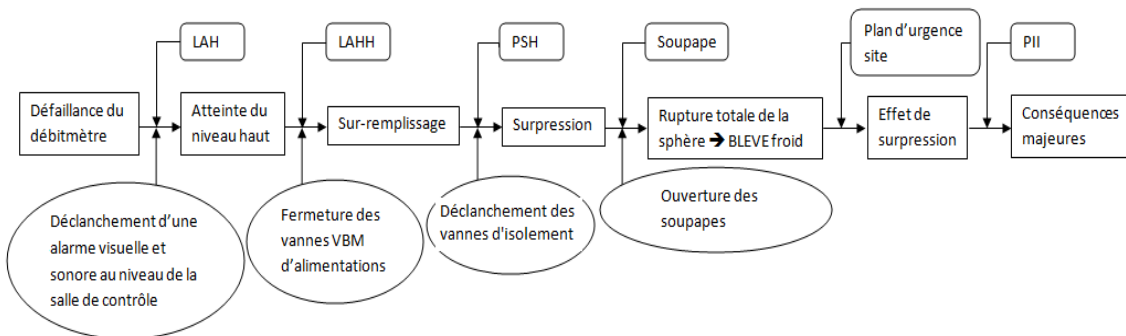 LAH
LAHH
PSH
Soupape
Plan d'urgence
site
PII
Défaillance du
débitmètre
Atteinte du
niveau haut
Sur-remplissage
Surpression
Rupture totale de la
sphère ➔ BLEVE froid
Effet de
surpression
Conséquences
majeures
Déclanchement d'une
alarme visuelle et
sonore au niveau de la
salle de contrôle
Fermeture des
vannes VBM
d'alimentations
Déclanchement des
vannes d'isolement
Ouverture des
soupapes